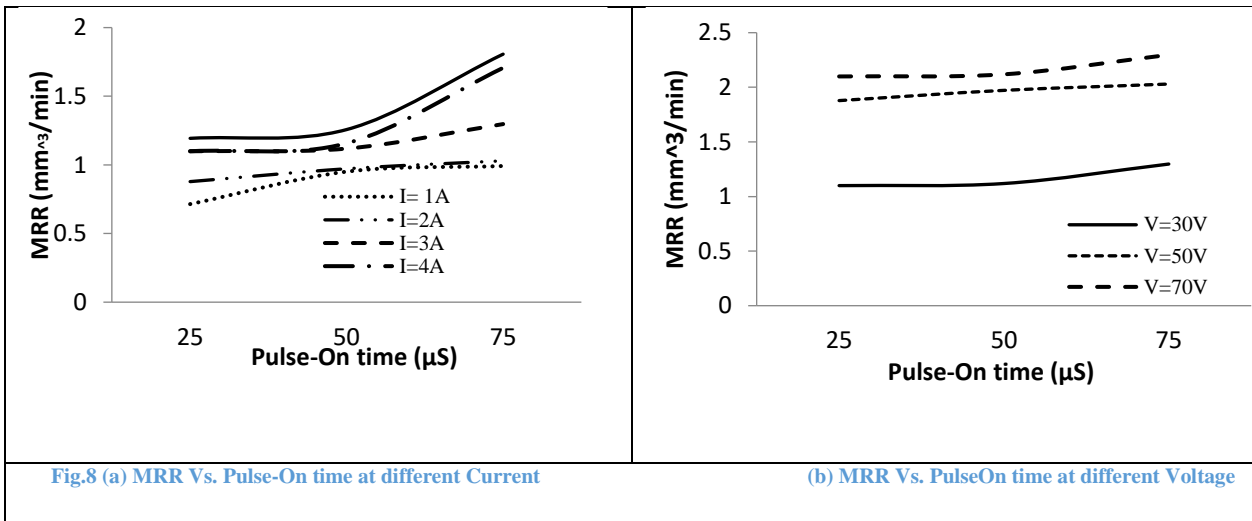 2
1.5
1
0.5
0
MRR (mm^3/min)
25 50 75
Pulse-On time (µS)
I= 1A
I=2A
I=3A
I=4A
2.5
2
1.5
1
0.5
0
MRR (mm^3/min)
25 50 75
Pulse-On time (µS)
V=30V
V=50V
V=70V
Fig.8 (a) MRR Vs. Pulse-On time at different Current
(b) MRR Vs. PulseOn time at different Voltage